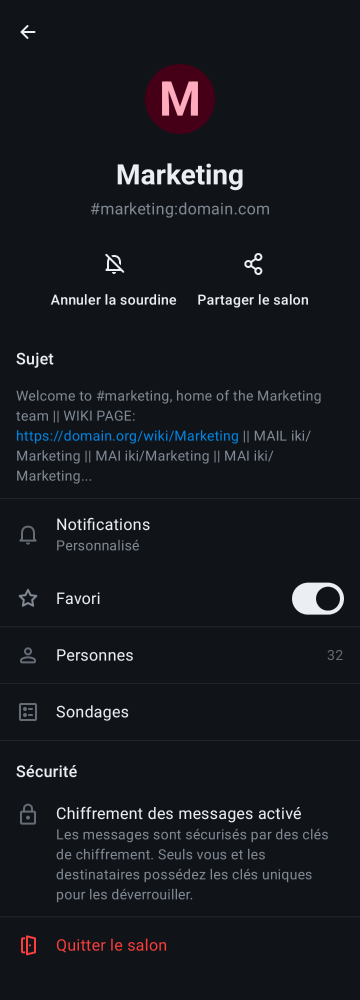 M
Marketing
#marketing:domain.com
Annuler la sourdine
Partager le salon
Sujet
Welcome to #marketing, home of the Marketing
team || WIKI PAGE:
https://domain.org/wiki/Marketing || MAIL iki/
Marketing || MAI iki/Marketing || MAI iki/
Marketing...
Notifications
Personnalisé
Favori
Personnes 32
Sondages
Sécurité
Chiffrement des messages activé
Les messages sont sécurisés par des clés
de chiffrement. Seuls vous et les
destinataires possédez les clés uniques
pour les déverrouiller.
Quitter le salon